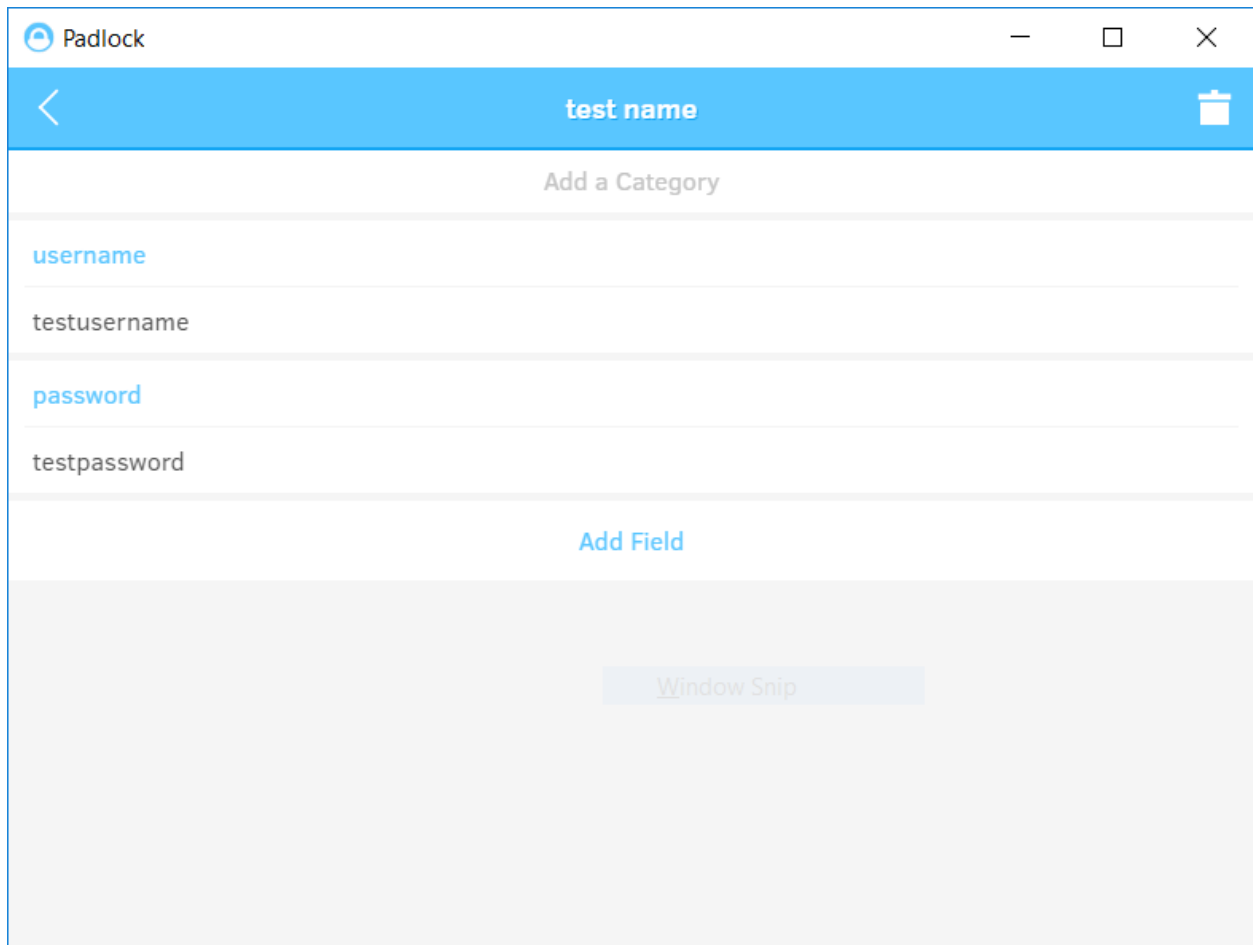 Padlock
test name
Add a Category
username
testusername
password
testpassword
Add Field
Window Snip